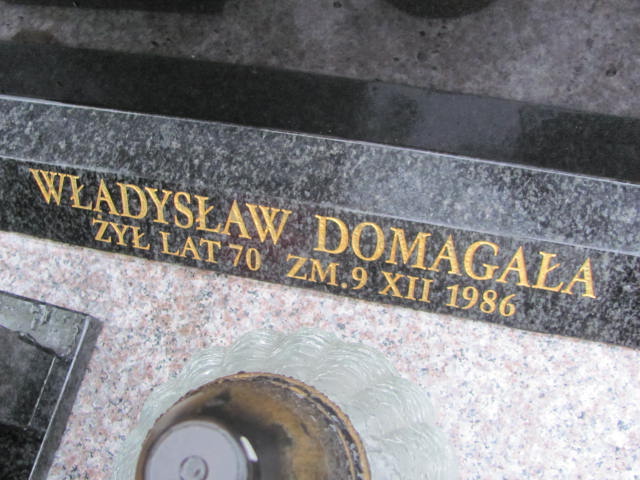 WŁADYSŁAW DOMAGAŁA
ŻYŁ LAT 70 ZM.9 XII 1986